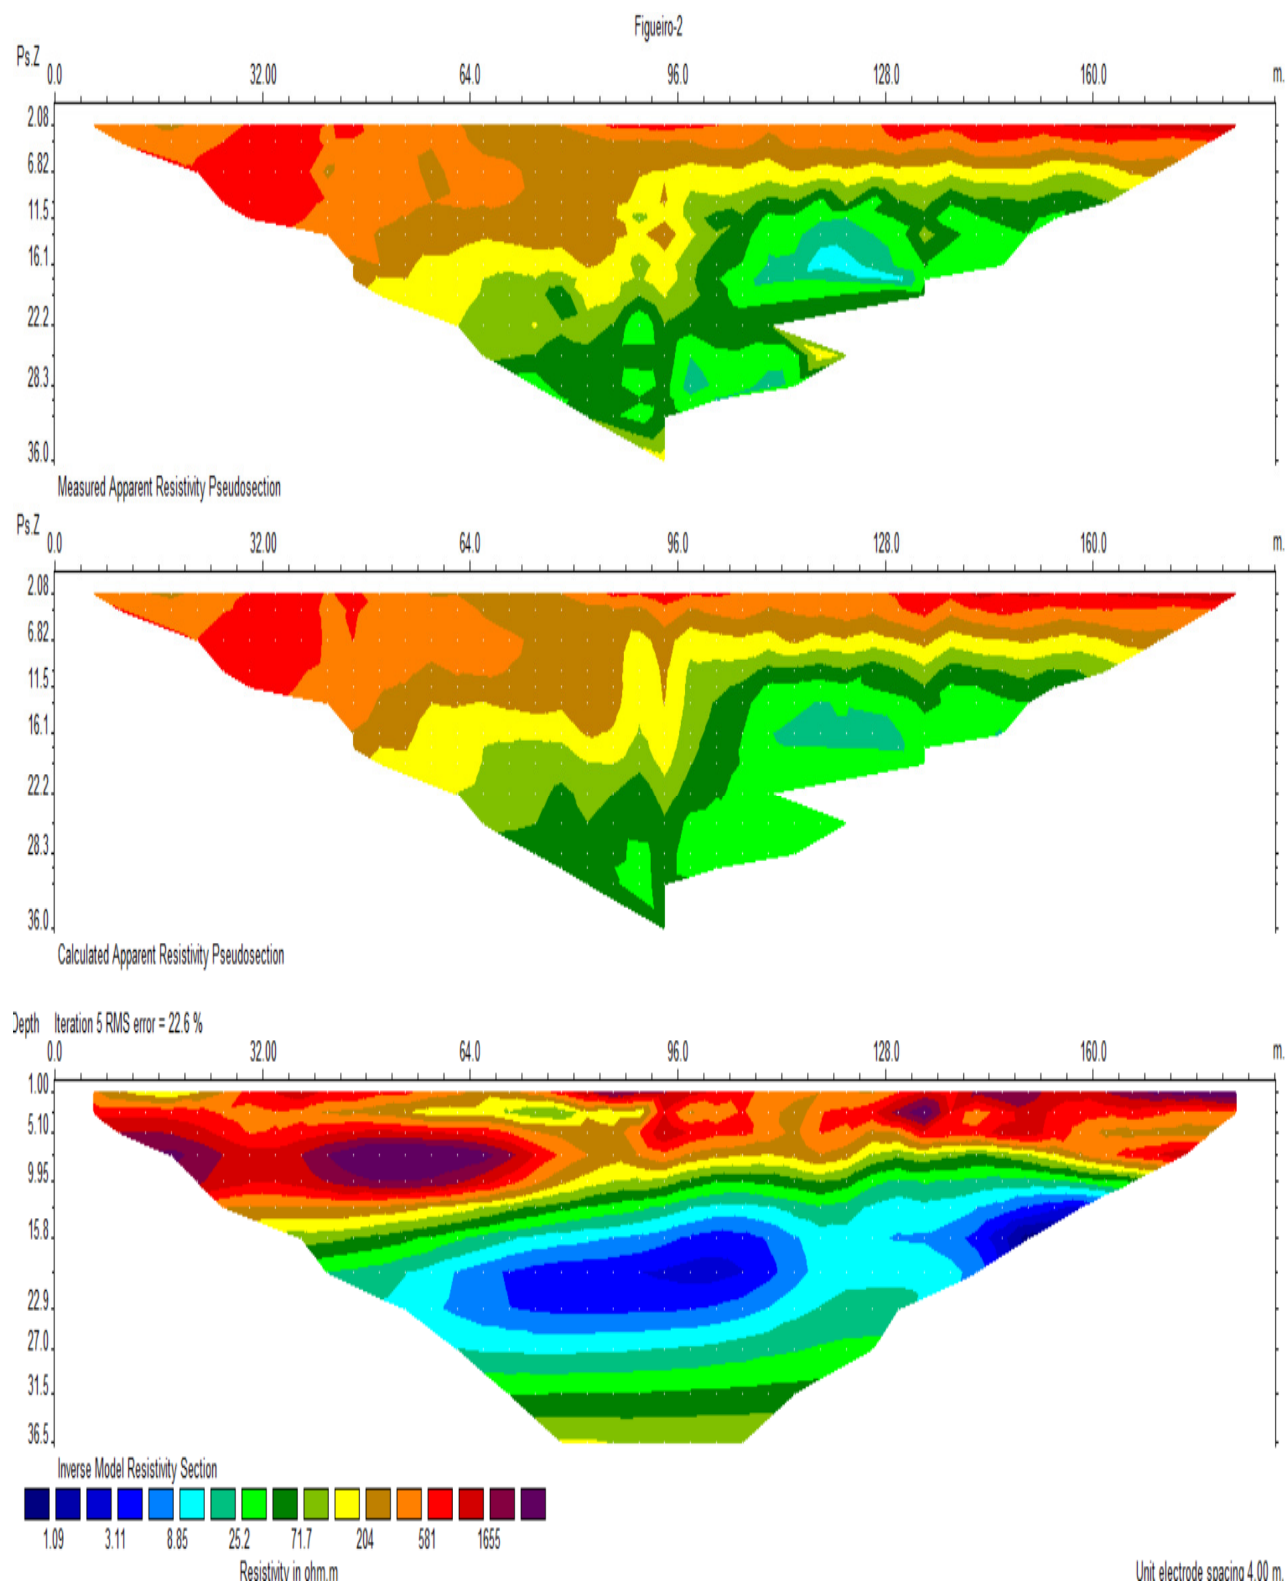 Figueiro-2
Ps.Z 0.0 32.00 64.0 96.0 128.0 160.0 m.
2.08
6.82
11.5
16.1
22.2
28.3
36.0
Measured Apparent Resistivity Pseudosection
Ps.Z 0.0 32.00 64.0 96.0 128.0 160.0 m.
2.08
6.82
11.5
16.1
22.2
28.3
36.0
Calculated Apparent Resistivity Pseudosection
Depth Iteration 5 RMS error = 22.6 %
0.0 32.00 64.0 96.0 128.0 160.0 m.
1.00
5.10
9.95
15.8
22.9
27.0
31.5
36.5
Inverse Model Resistivity Section
1.09 3.11 8.85 25.2 71.7 204 581 1655
Resistivity in ohm.m Unit electrode spacing 4.00 m.